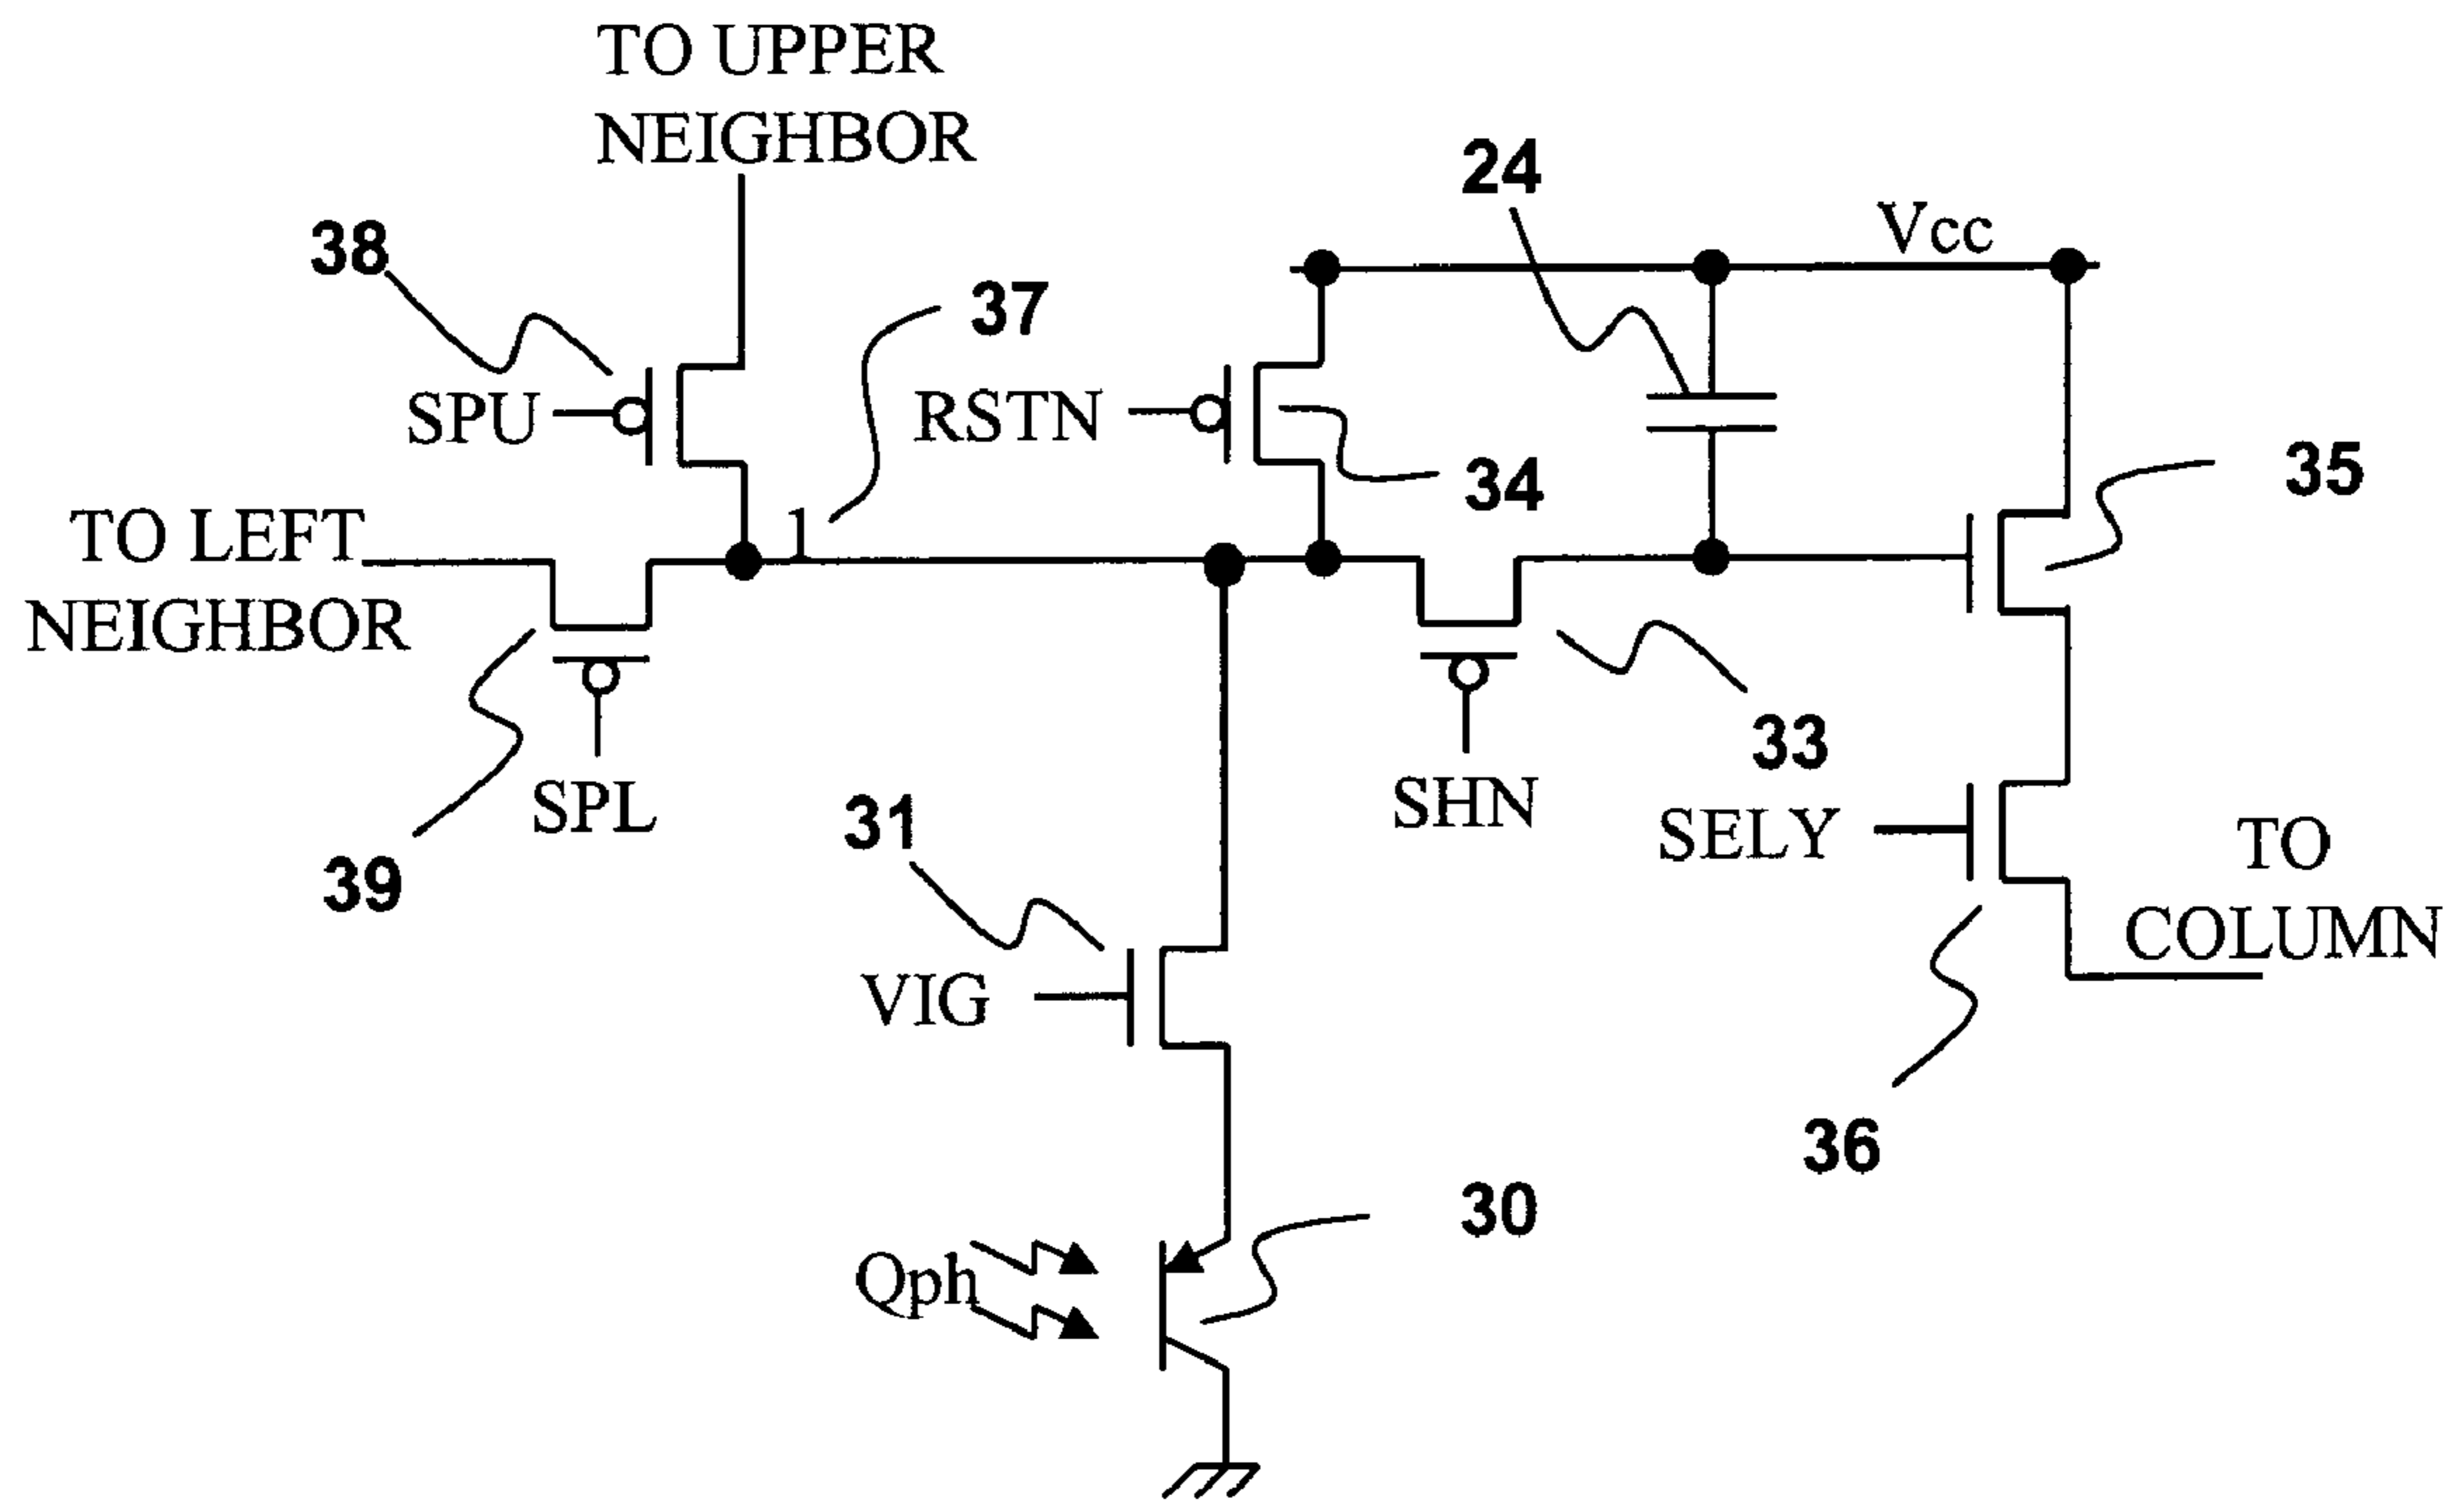 TO UPPER
NEIGHBOR
24
Vcc
38
37
SPU
RSTN
35
34
TO LEFT
NEIGHBOR
1
33
SPL
SHN
SELY
31
39
TO
COLUMN
VIG
36
30
Qph